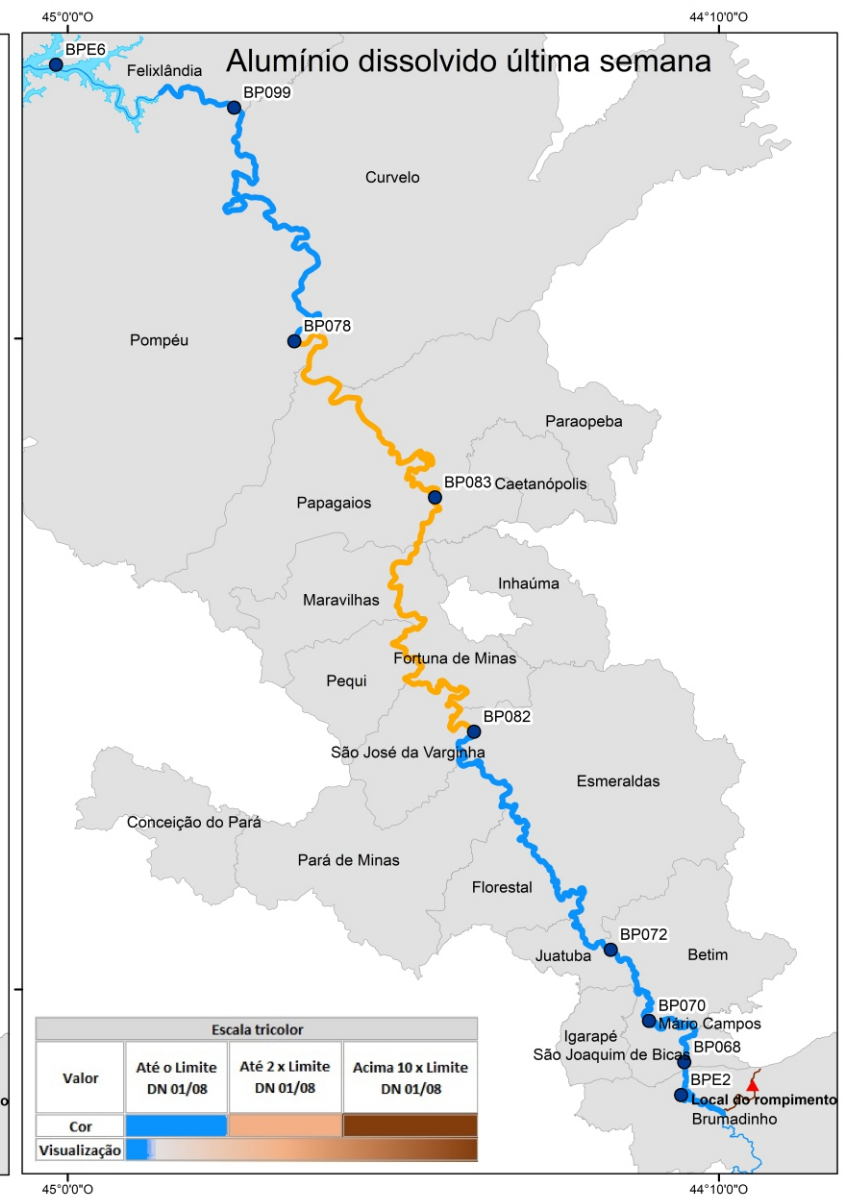 45°0'0"O
44°10'0"O
Alumínio dissolvido última semana
BPE6
Felixlândia
BP099
Curvelo
BP078
Pompéu
Paraopeba
BP083
Caetanópolis
Papagaios
Inhaúma
Maravilhas
Fortuna de Minas
Pequi
BP082
São José da Varginha
Esmeraldas
Conceição do Pará
Pará de Minas
Florestal
BP072
Juatuba
Betim
BP070
Mário Campos
Igarapé
São Joaquim de Bicas
BP068
BPE2
Local do rompimento
Brumadinho
o
Escala tricolor
Valor
Até o Limite
DN 01/08
Até 2 x Limite
DN 01/08
Acima 10 x Limite
DN 01/08
Cor
Visualização
45°0'0"O
44°10'0"O